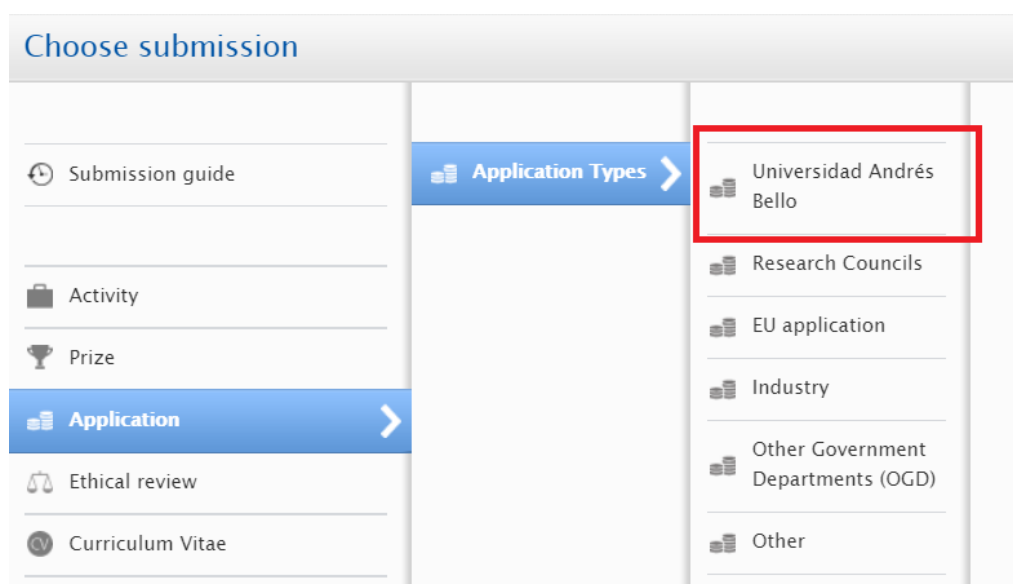 Choose submission
Submission guide
Activity
Prize
Application
Ethical review
CV
Curriculum Vitae
Application Types
Universidad Andrés
Bello
Research Councils
EU application
Industry
Other Government
Departments (OGD)
Other